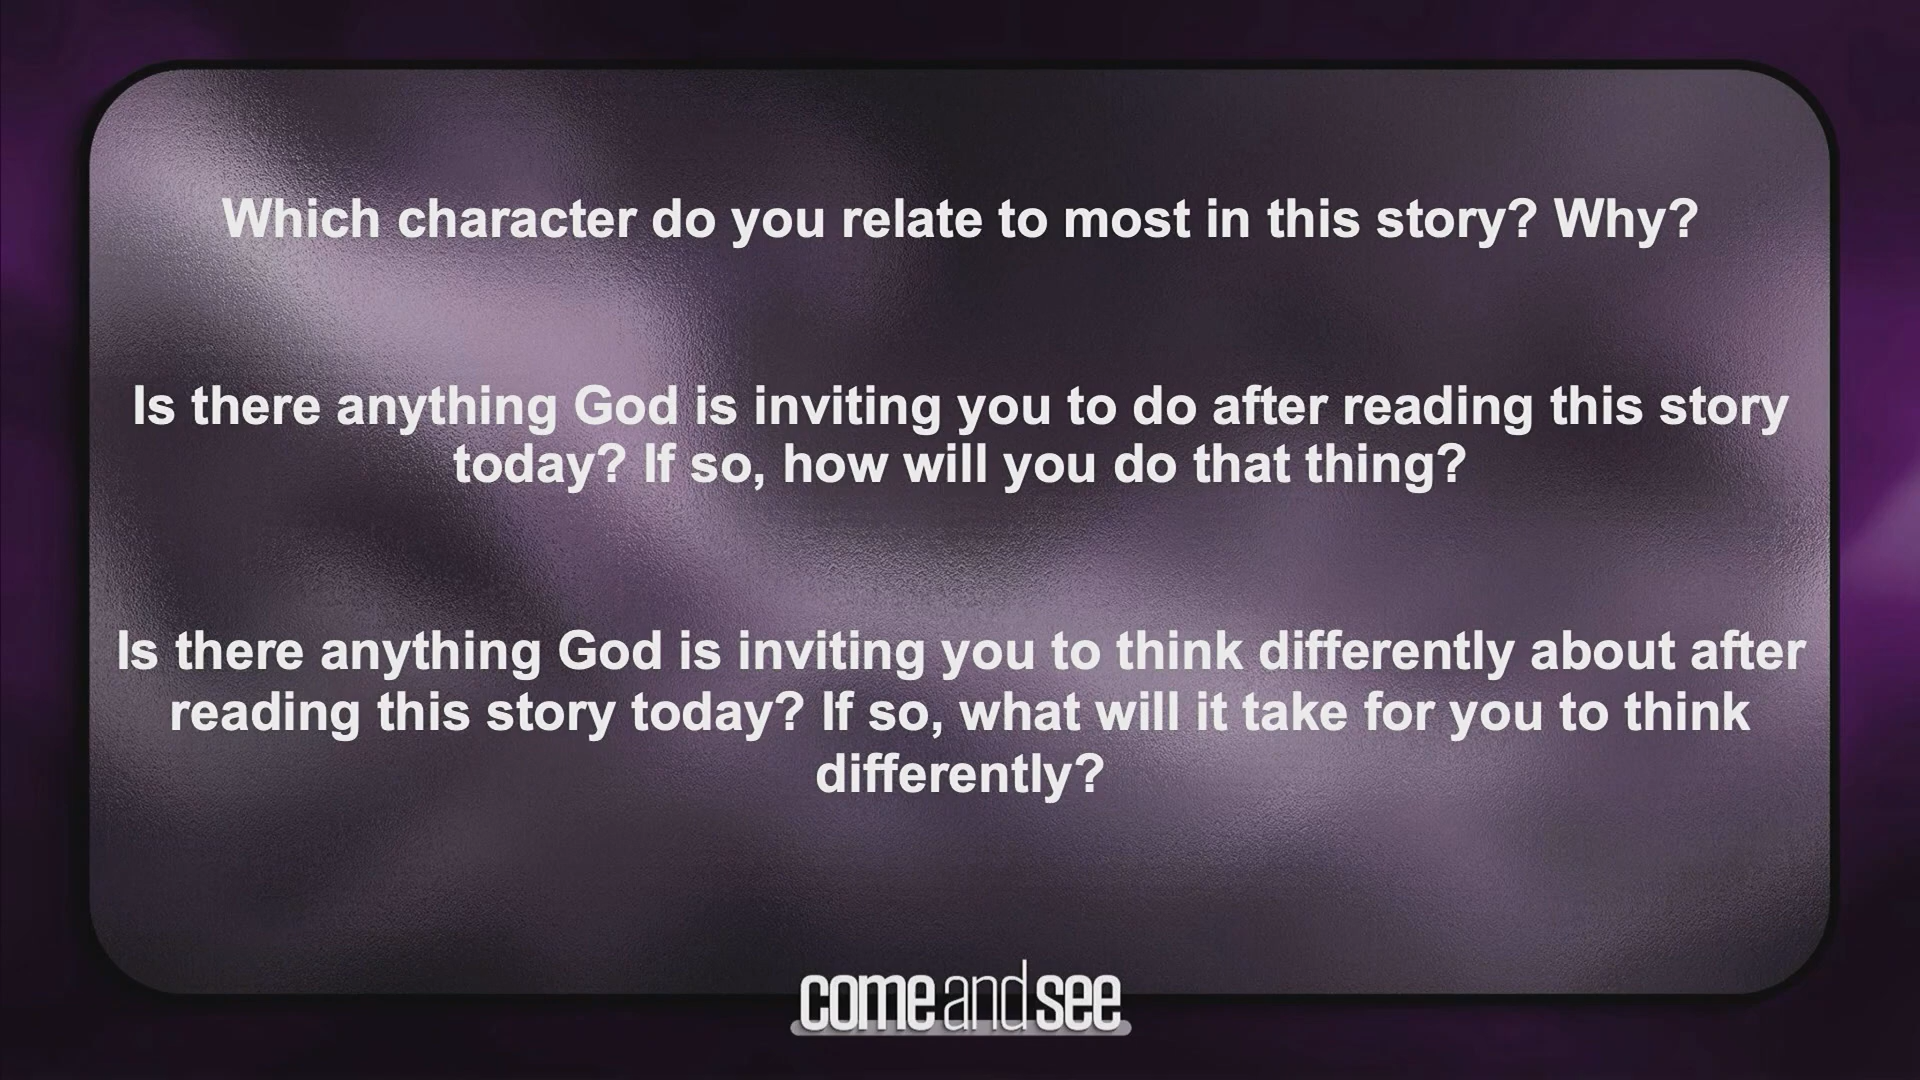 Which character do you relate to most in this story? Why?
Is there anything God is inviting you to do after reading this story
today? If so, how will you do that thing?
Is there anything God is inviting you to think differently about after
reading this story today? If so, what will it take for you to think
differently?
come and see